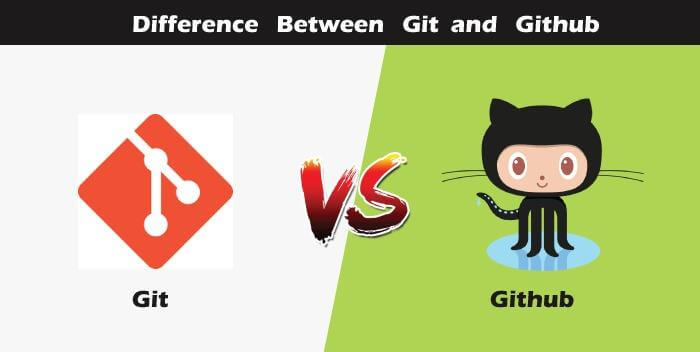 Difference Between Git and Github
VS
Git
Github